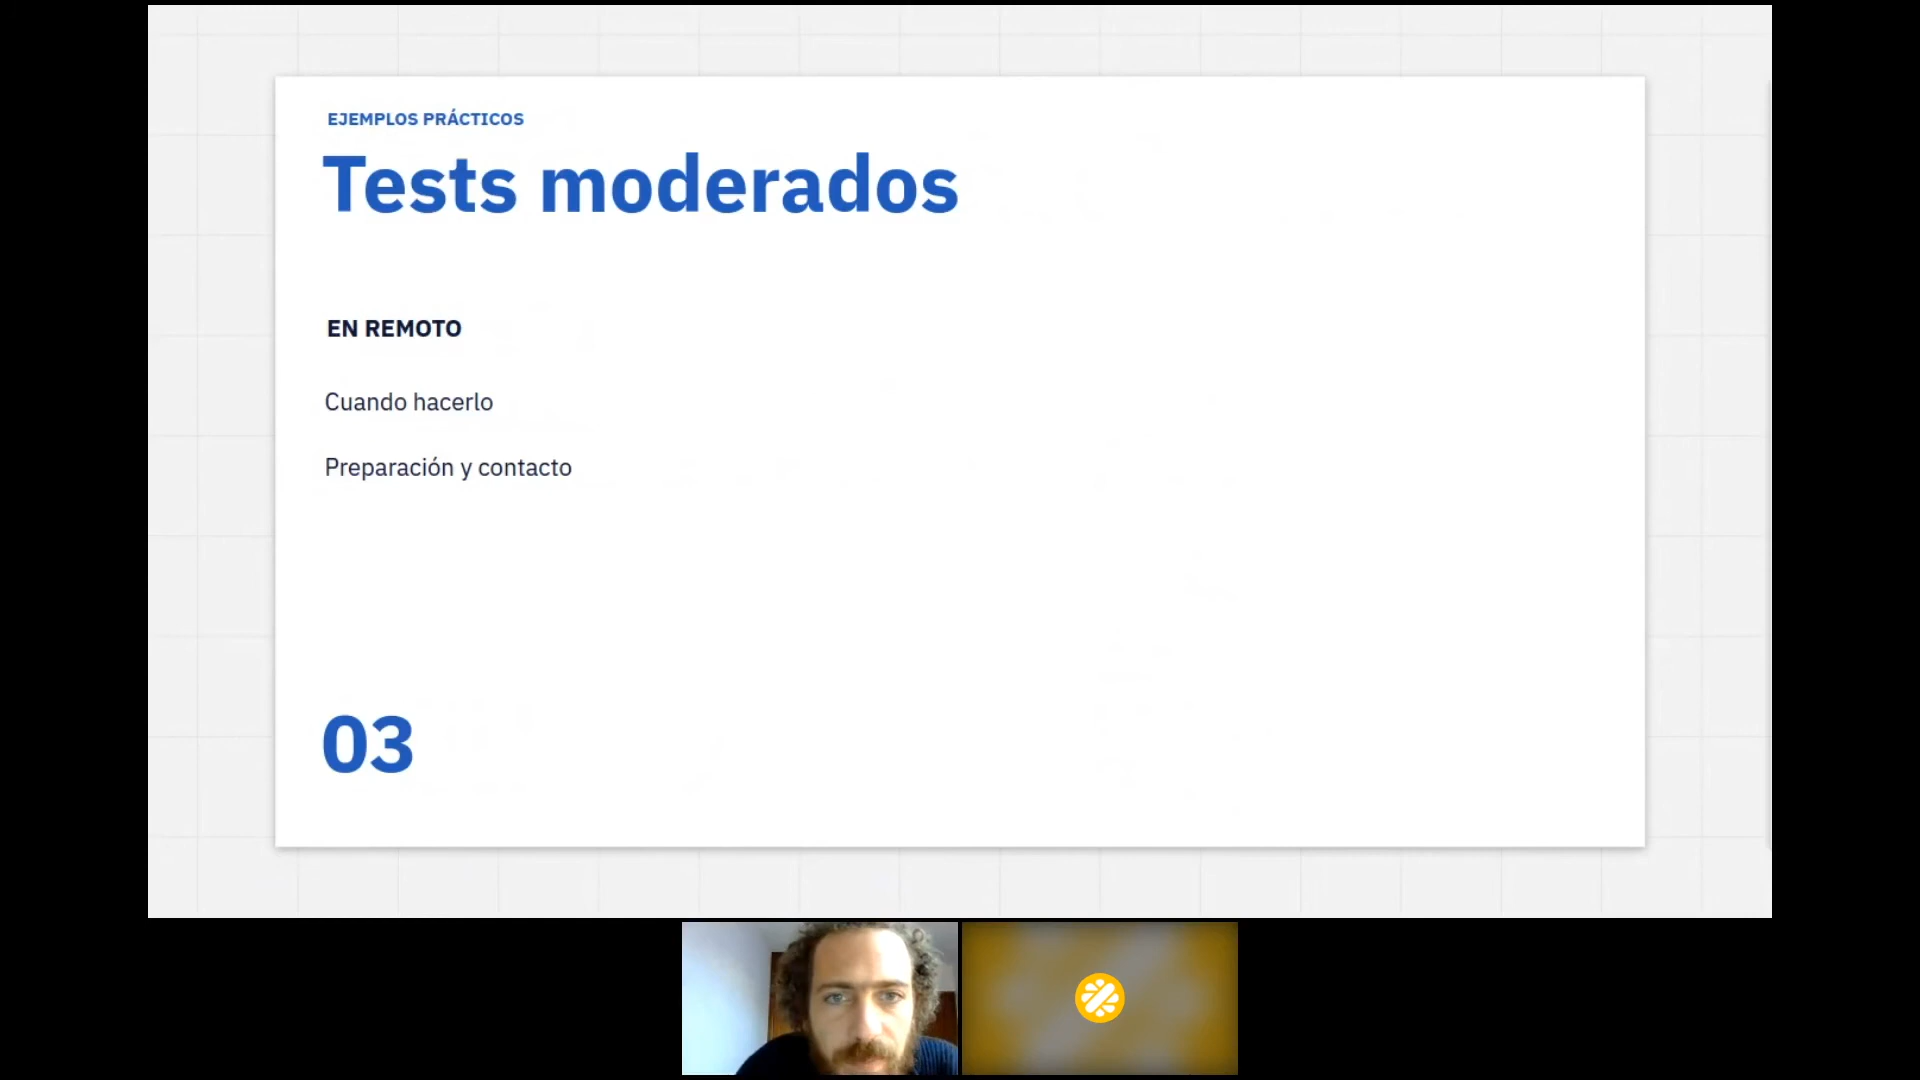 EJEMPLOS PRÁCTICOS
Tests moderados
EN REMOTO
Cuando hacerlo
Preparación y contacto
03